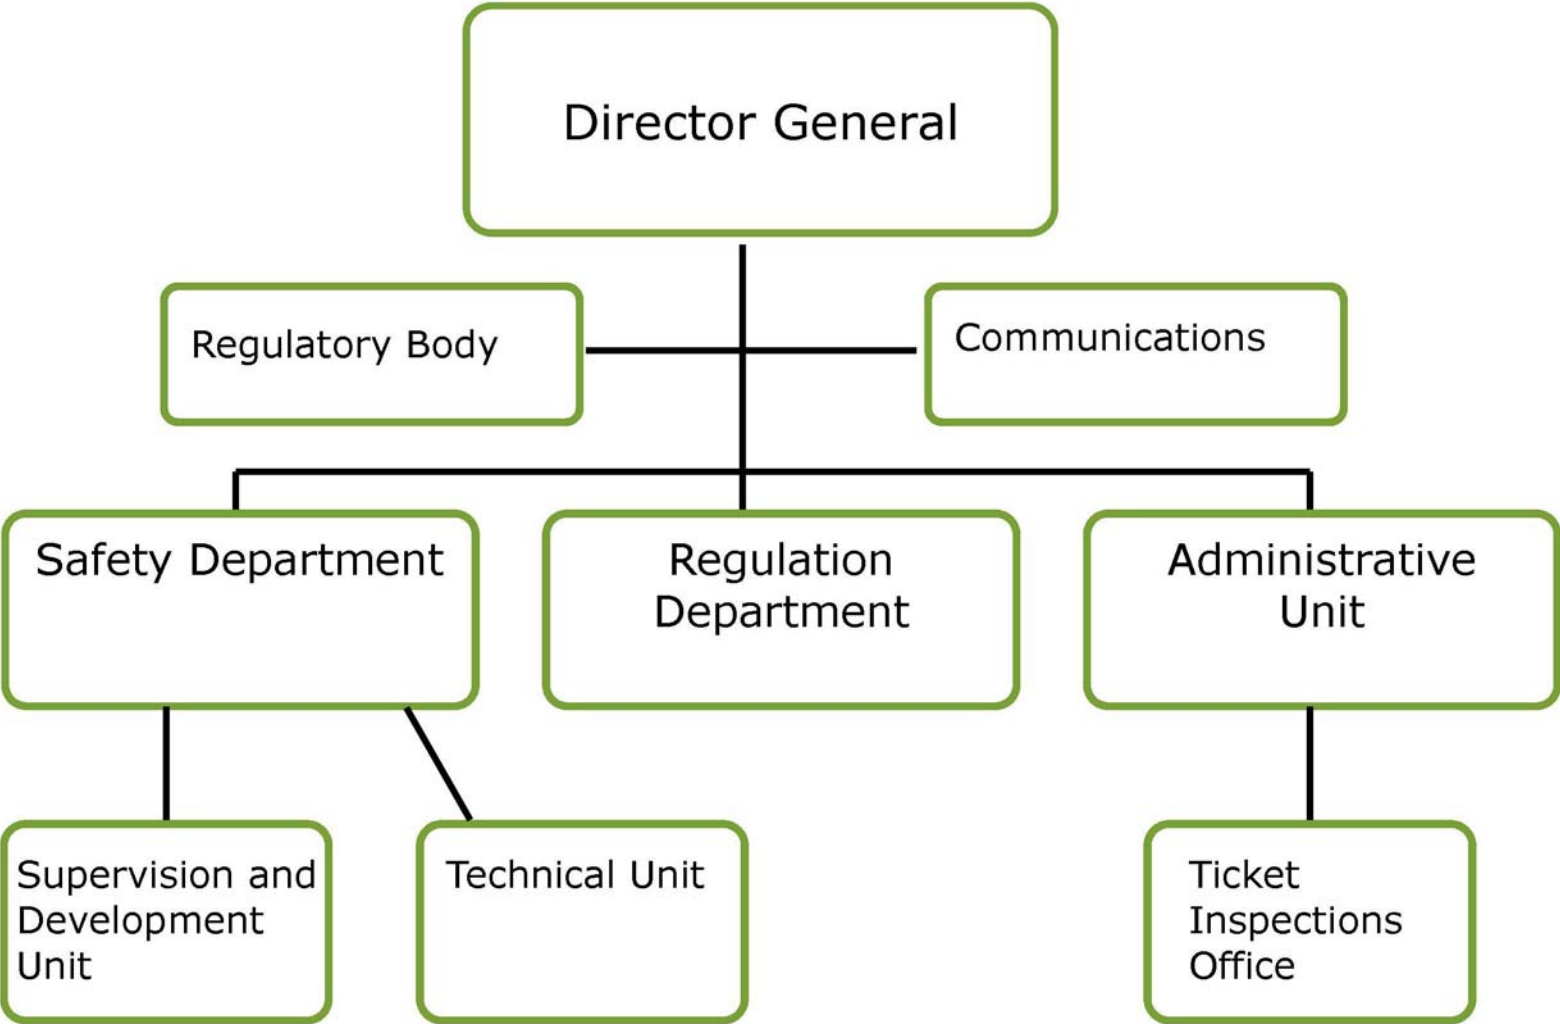 Director General
Regulatory Body
Communications
Safety Department
Regulation
Department
Administrative
Unit
Supervision and
Development
Unit
Technical Unit
Ticket
Inspections
Office